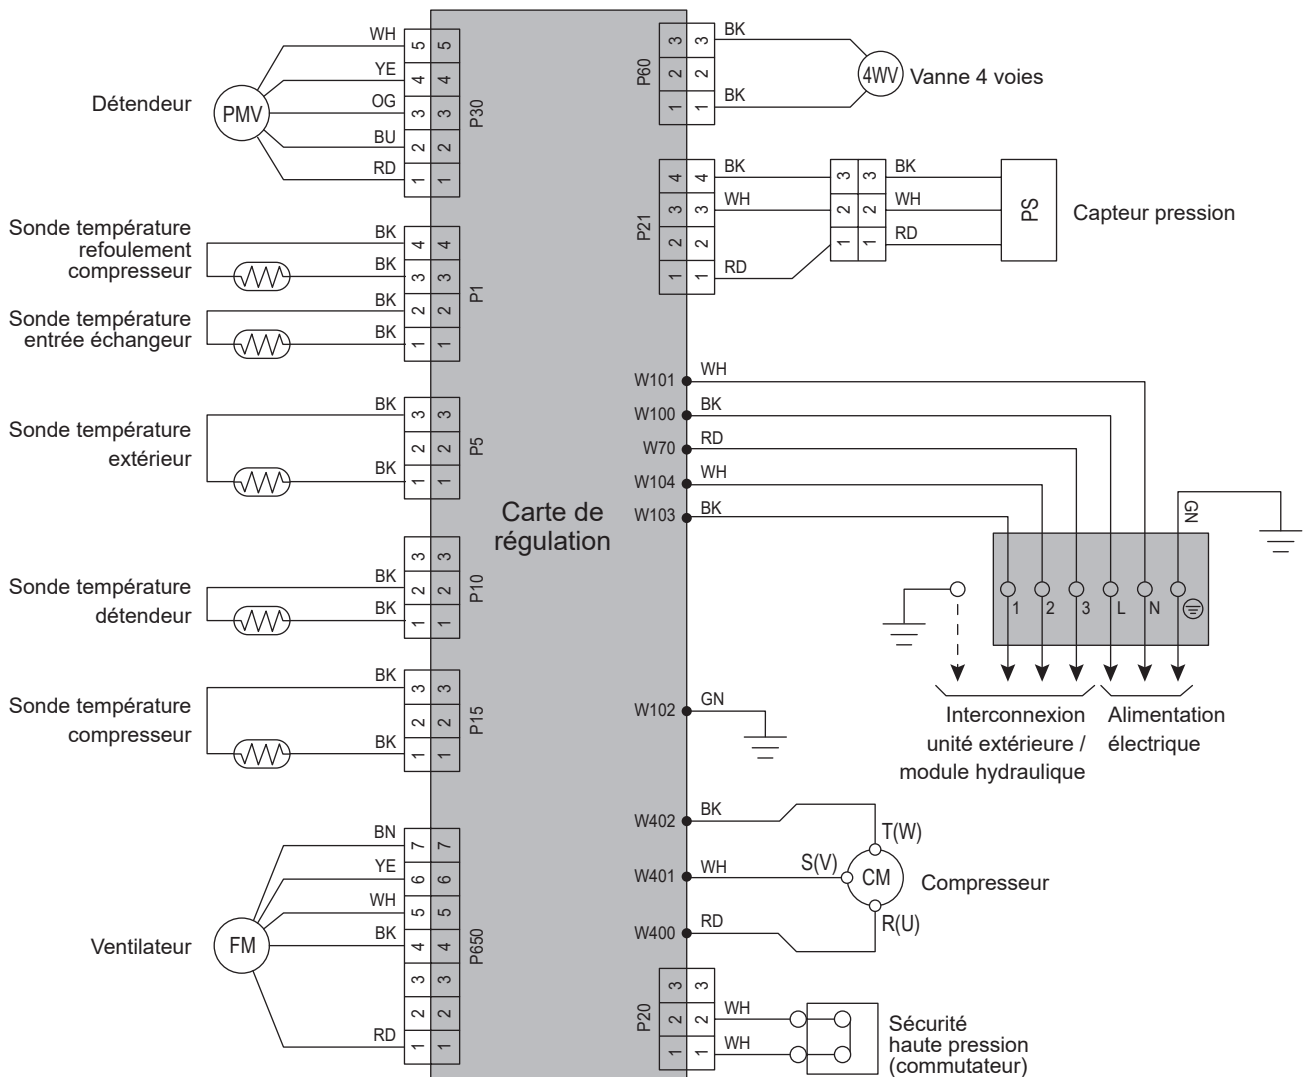 Détendeur
PMV
WH
YE
OG
BU
RD
5 5
4 4
3 3
2 2
1 1
P30
Sonde température
refoulement
compresseur
Sonde température
entrée échangeur
BK
BK
BK
BK
4 4
3 3
2 2
1 1
P1
Sonde température
extérieur
BK
BK
3 3
2 2
1 1
P5
Sonde température
détendeur
BK
BK
3 3
2 2
1 1
P10
Sonde température
compresseur
BK
BK
3 3
2 2
1 1
P15
Ventilateur
FM
BN
YE
WH
BK
RD
7 7
6 6
5 5
4 4
3 3
2 2
1 1
P650
Carte de
régulation
P60
3 3
2 2
1 1
BK
BK
4WV
Vanne 4 voies
P21
4 4
3 3
2 2
1 1
BK
WH
RD
3 3
2 2
1 1
BK
WH
RD
PS
Capteur pression
W101 WH
W100 BK
W70 RD
W104 WH
W103 BK
GN
1 2 3 L N
Interconnexion
unité extérieure /
module hydraulique
Alimentation
électrique
W102 GN
W402 BK
W401 WH
W400 RD
T(W)
S(V)
CM
R(U)
Compresseur
P20
3 3
2 2
1 1
WH
WH
Sécurité
haute pression
(commutateur)